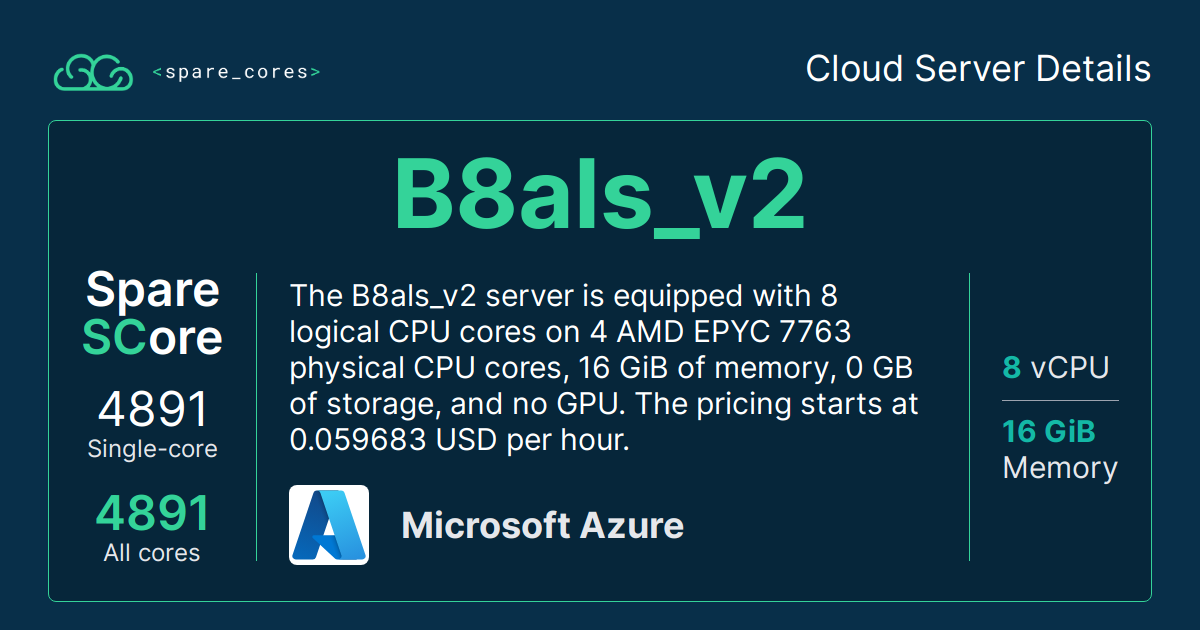 <spare_cores>
Cloud Server Details
B8als_v2
Spare
SCore
4891
Single-core
4891
All cores
The B8als_v2 server is equipped with 8
logical CPU cores on 4 AMD EPYC 7763
physical CPU cores, 16 GiB of memory, 0 GB
of storage, and no GPU. The pricing starts at
0.059683 USD per hour.
Microsoft Azure
8 vCPU
16 GiB
Memory